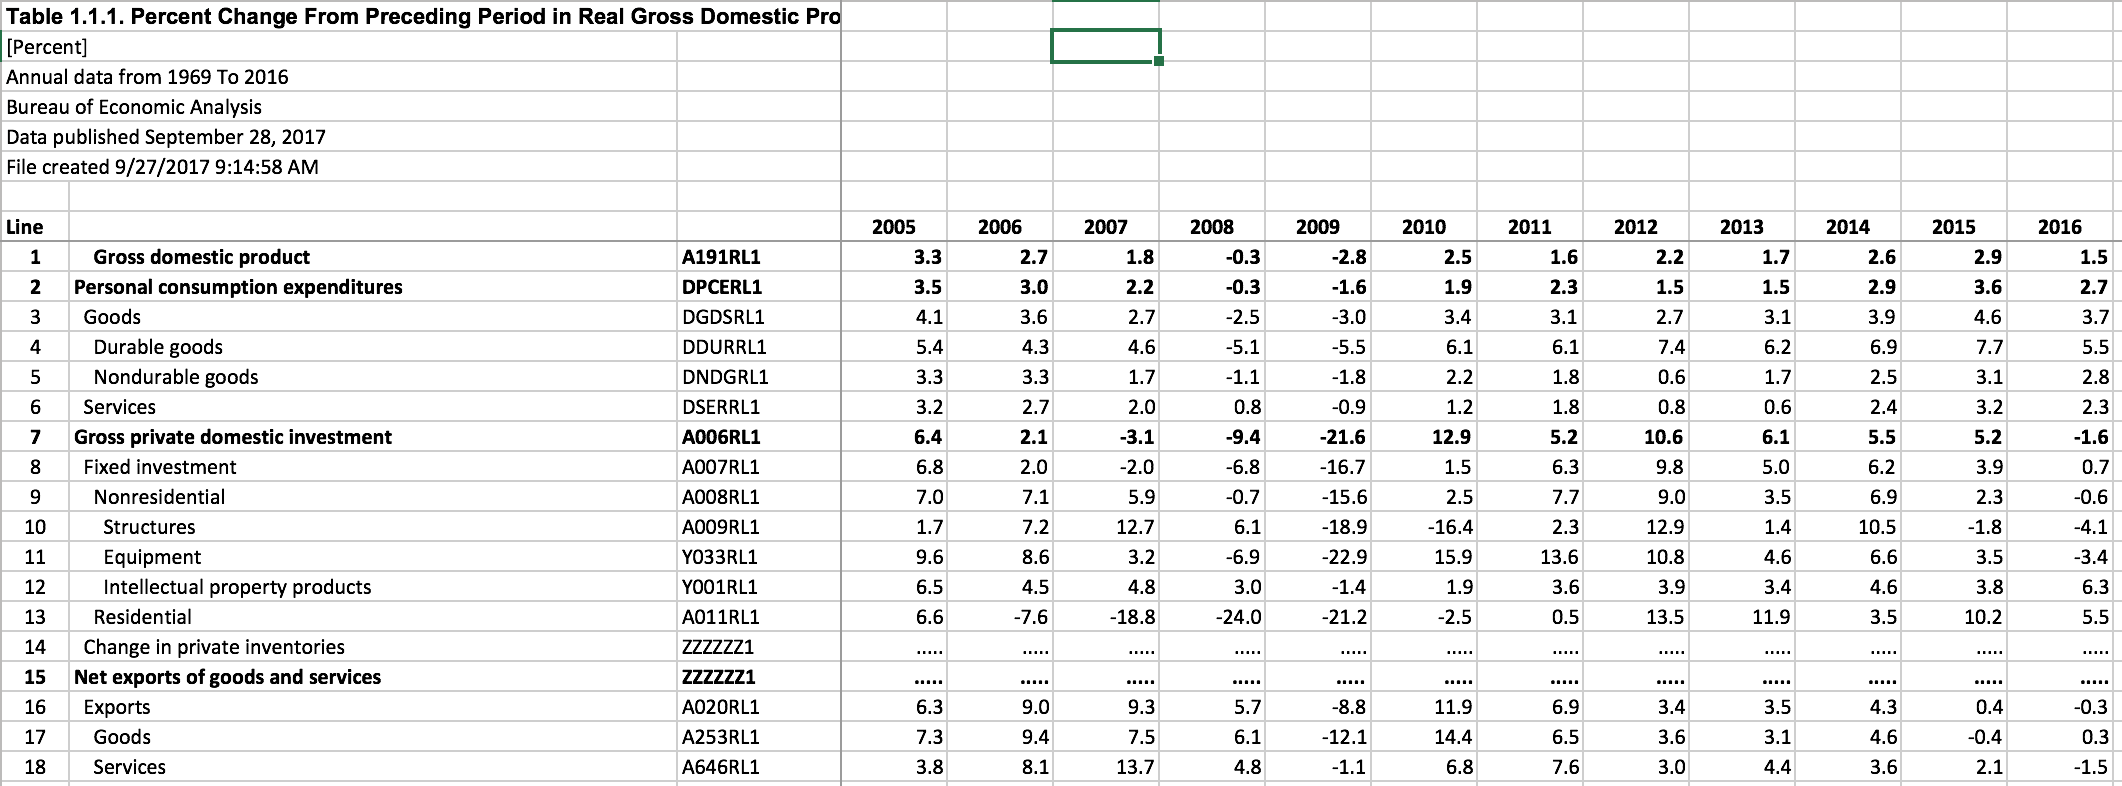 Table 1.1.1. Percent Change From Preceding Period in Real Gross Domestic Pro
[Percent]
Annual data from 1969 To 2016
Bureau of Economic Analysis
Data published September 28, 2017
File created 9/27/2017 9:14:58 AM
Line 2005 2006 2007 2008 2009 2010 2011 2012 2013 2014 2015 2016
1 Gross domestic product A191RL1 3.3 2.7 1.8 -0.3 -2.8 2.5 1.6 2.2 1.7 2.6 2.9 1.5
2 Personal consumption expenditures DPCERL1 3.5 3.0 2.2 -0.3 -1.6 1.9 2.3 1.5 1.5 2.9 3.6 2.7
3 Goods DGDSRL1 4.1 3.6 2.7 -2.5 -3.0 3.4 3.1 2.7 3.1 3.9 4.6 3.7
4 Durable goods DDURRL1 5.4 4.3 4.6 -5.1 -5.5 6.1 6.1 7.4 6.2 6.9 7.7 5.5
5 Nondurable goods DNDGRL1 3.3 3.3 1.7 -1.1 -1.8 2.2 1.8 0.6 1.7 2.5 3.1 2.8
6 Services DSERRL1 3.2 2.7 2.0 0.8 -0.9 1.2 1.8 0.8 0.6 2.4 3.2 2.3
7 Gross private domestic investment A006RL1 6.4 2.1 -3.1 -9.4 -21.6 12.9 5.2 10.6 6.1 5.5 5.2 -1.6
8 Fixed investment A007RL1 6.8 2.0 -2.0 -6.8 -16.7 1.5 6.3 9.8 5.0 6.2 3.9 0.7
9 Nonresidential A008RL1 7.0 7.1 5.9 -0.7 -15.6 2.5 7.7 9.0 3.5 6.9 2.3 -0.6
10 Structures A009RL1 1.7 7.2 12.7 6.1 -18.9 -16.4 2.3 12.9 1.4 10.5 -1.8 -4.1
11 Equipment Y033RL1 9.6 8.6 3.2 -6.9 -22.9 15.9 13.6 10.8 4.6 6.6 3.5 -3.4
12 Intellectual property products Y001RL1 6.5 4.5 4.8 3.0 -1.4 1.9 3.6 3.9 3.4 4.6 3.8 6.3
13 Residential A011RL1 6.6 -7.6 -18.8 -24.0 -21.2 -2.5 0.5 13.5 11.9 3.5 10.2 5.5
14 Change in private inventories ZZZZZZ1 ..... ..... ..... ..... ..... ..... ..... ..... ..... ..... ..... .....
15 Net exports of goods and services ZZZZZZ1 ..... ..... ..... ..... ..... ..... ..... ..... ..... ..... ..... .....
16 Exports A020RL1 6.3 9.0 9.3 5.7 -8.8 11.9 6.9 3.4 3.5 4.3 0.4 -0.3
17 Goods A253RL1 7.3 9.4 7.5 6.1 -12.1 14.4 6.5 3.6 3.1 4.6 -0.4 0.3
18 Services A646RL1 3.8 8.1 13.7 4.8 -1.1 6.8 7.6 3.0 4.4 3.6 2.1 -1.5